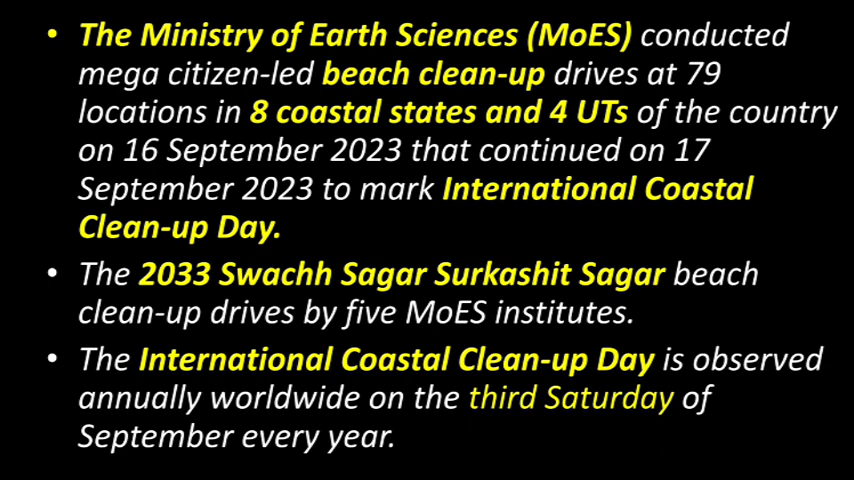 • The Ministry of Earth Sciences (MoES) conducted
mega citizen-led beach clean-up drives at 79
locations in 8 coastal states and 4 UTs of the country
on 16 September 2023 that continued on 17
September 2023 to mark International Coastal
Clean-up Day.
• The 2033 Swachh Sagar Surkashit Sagar beach
clean-up drives by five MoES institutes.
• The International Coastal Clean-up Day is observed
annually worldwide on the third Saturday of
September every year.